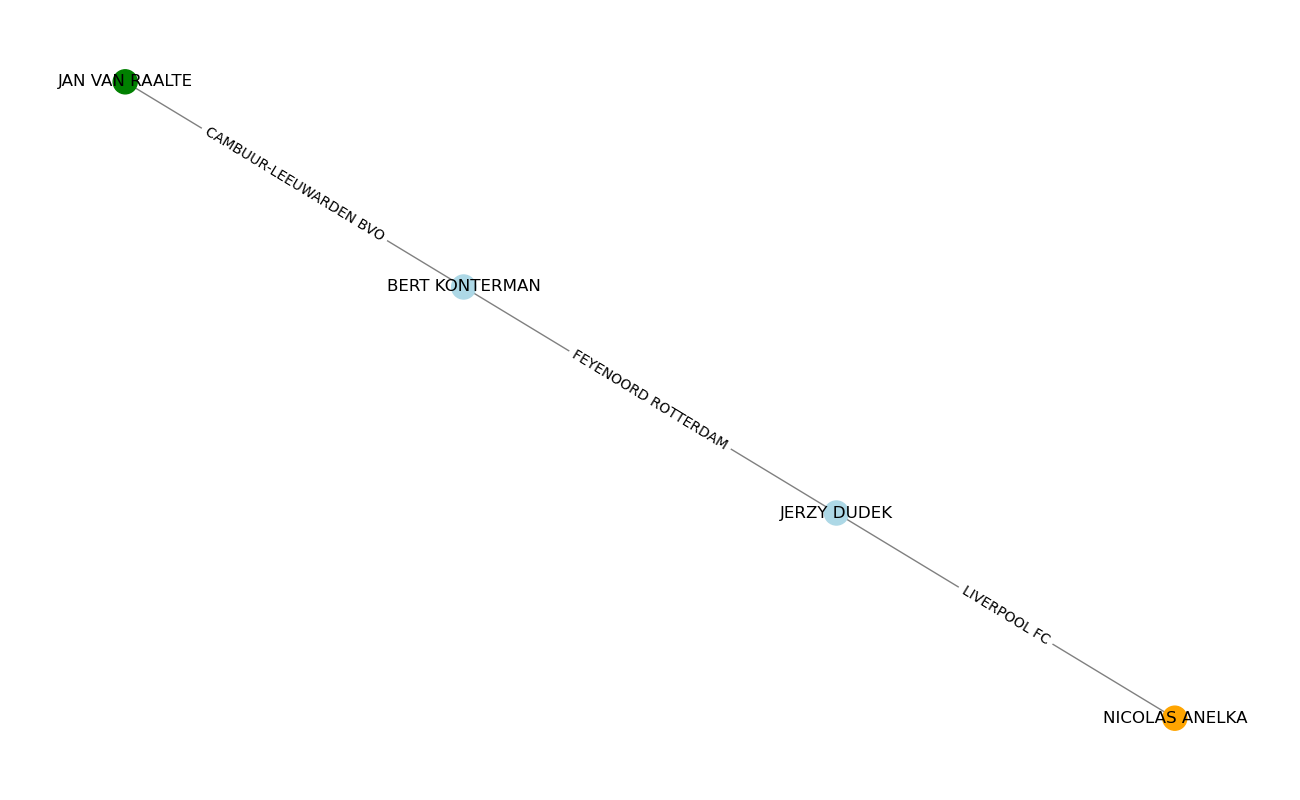 JAN VAN RAALTE
CAMBUUR-LEEUWARDEN BVO
BERT KONTERMAN
FEYENOORD ROTTERDAM
JERZY DUDEK
LIVERPOOL FC
NICOLAS ANELKA